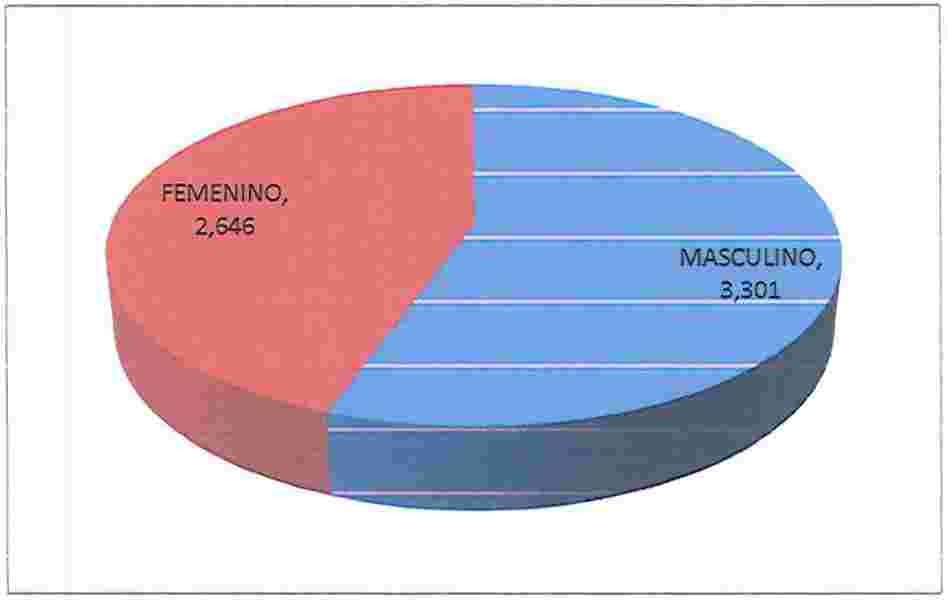 FEMENINO,
2,646
MASCULINO,
3,301